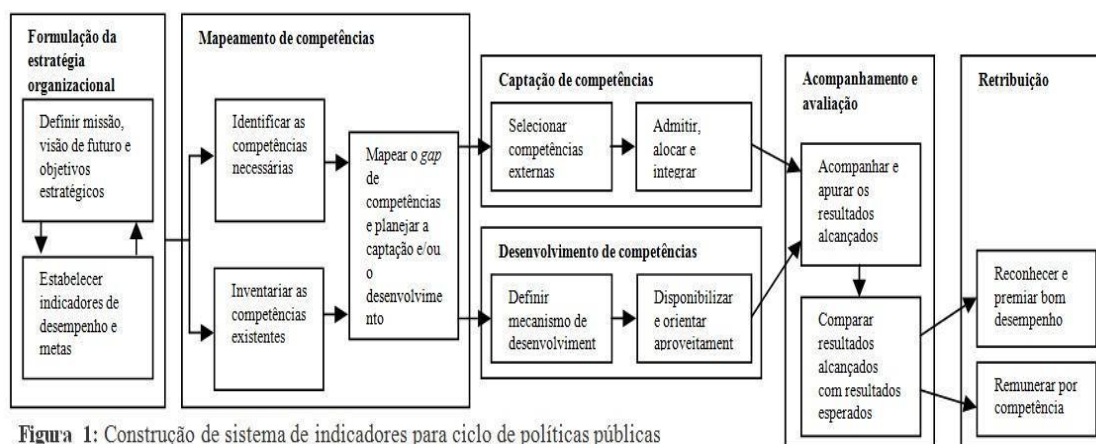 Formulação da
estratégia
organizacional
Definir missão,
visão de futuro e
objetivos
estratégicos
Estabelecer
indicadores de
desempenho e
metas
Mapeamento de competências
Identificar as
competências
necessárias
Inventariar as
competências
existentes
Mapear o gap
de
competências
e planejar a
captação e/ou
o
desenvolvime
nto
Captação de competências
Selecionar
competências
externas
Admitir,
alocar e
integrar
Desenvolvimento de competências
Definir
mecanismo de
desenvolviment
Disponibilizar
e orientar
aproveitament
Acompanhamento e
avaliação
Acompanhar e
apurar os
resultados
alcançados
Comparar
resultados
alcançados
com resultados
esperados
Retribuição
Reconhecer e
premiar bom
desempenho
Remunerar por
competência
Figura 1: Construção de sistema de indicadores para ciclo de políticas públicas